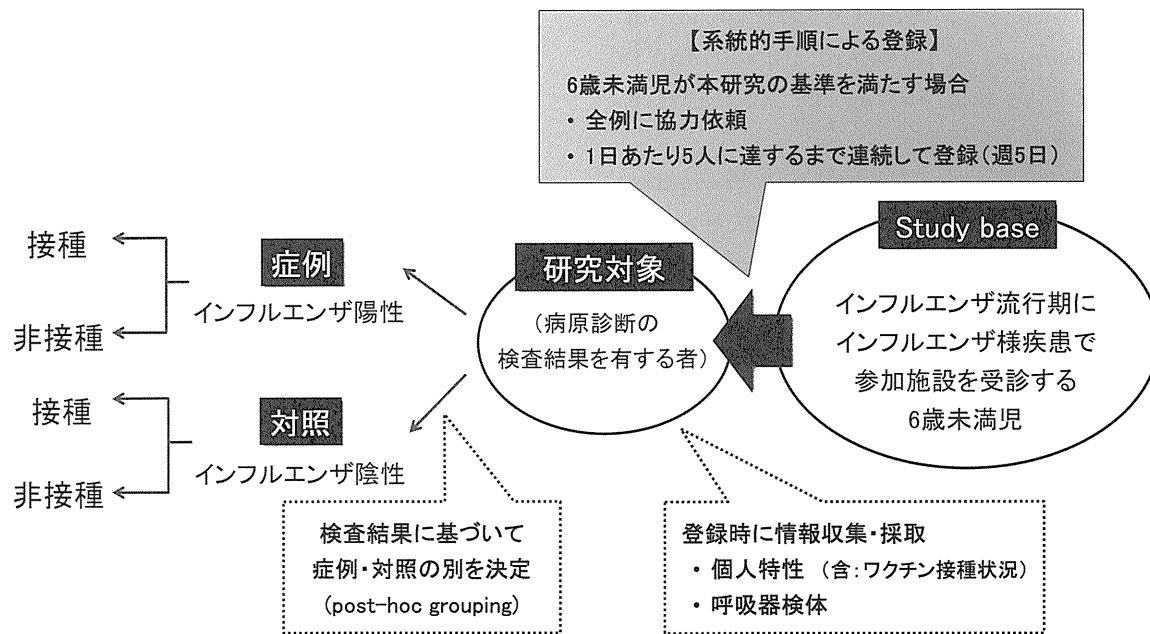 【系統的手順による登録】
6歳未満児が本研究の基準を満たす場合
・ 全例に協力依頼
・ 1日あたり5人に達するまで連続して登録（週5日）
Study base
インフルエンザ流行期に
インフルエンザ様疾患で
参加施設を受診する
6歳未満児
研究対象
（病原診断の
検査結果を有する者）
症例
インフルエンザ陽性
接種
非接種
対照
インフルエンザ陰性
接種
非接種
検査結果に基づいて
症例・対照の別を決定
(post-hoc grouping)
登録時に情報収集・採取
・ 個人特性 （含：ワクチン接種状況）
・ 呼吸器検体